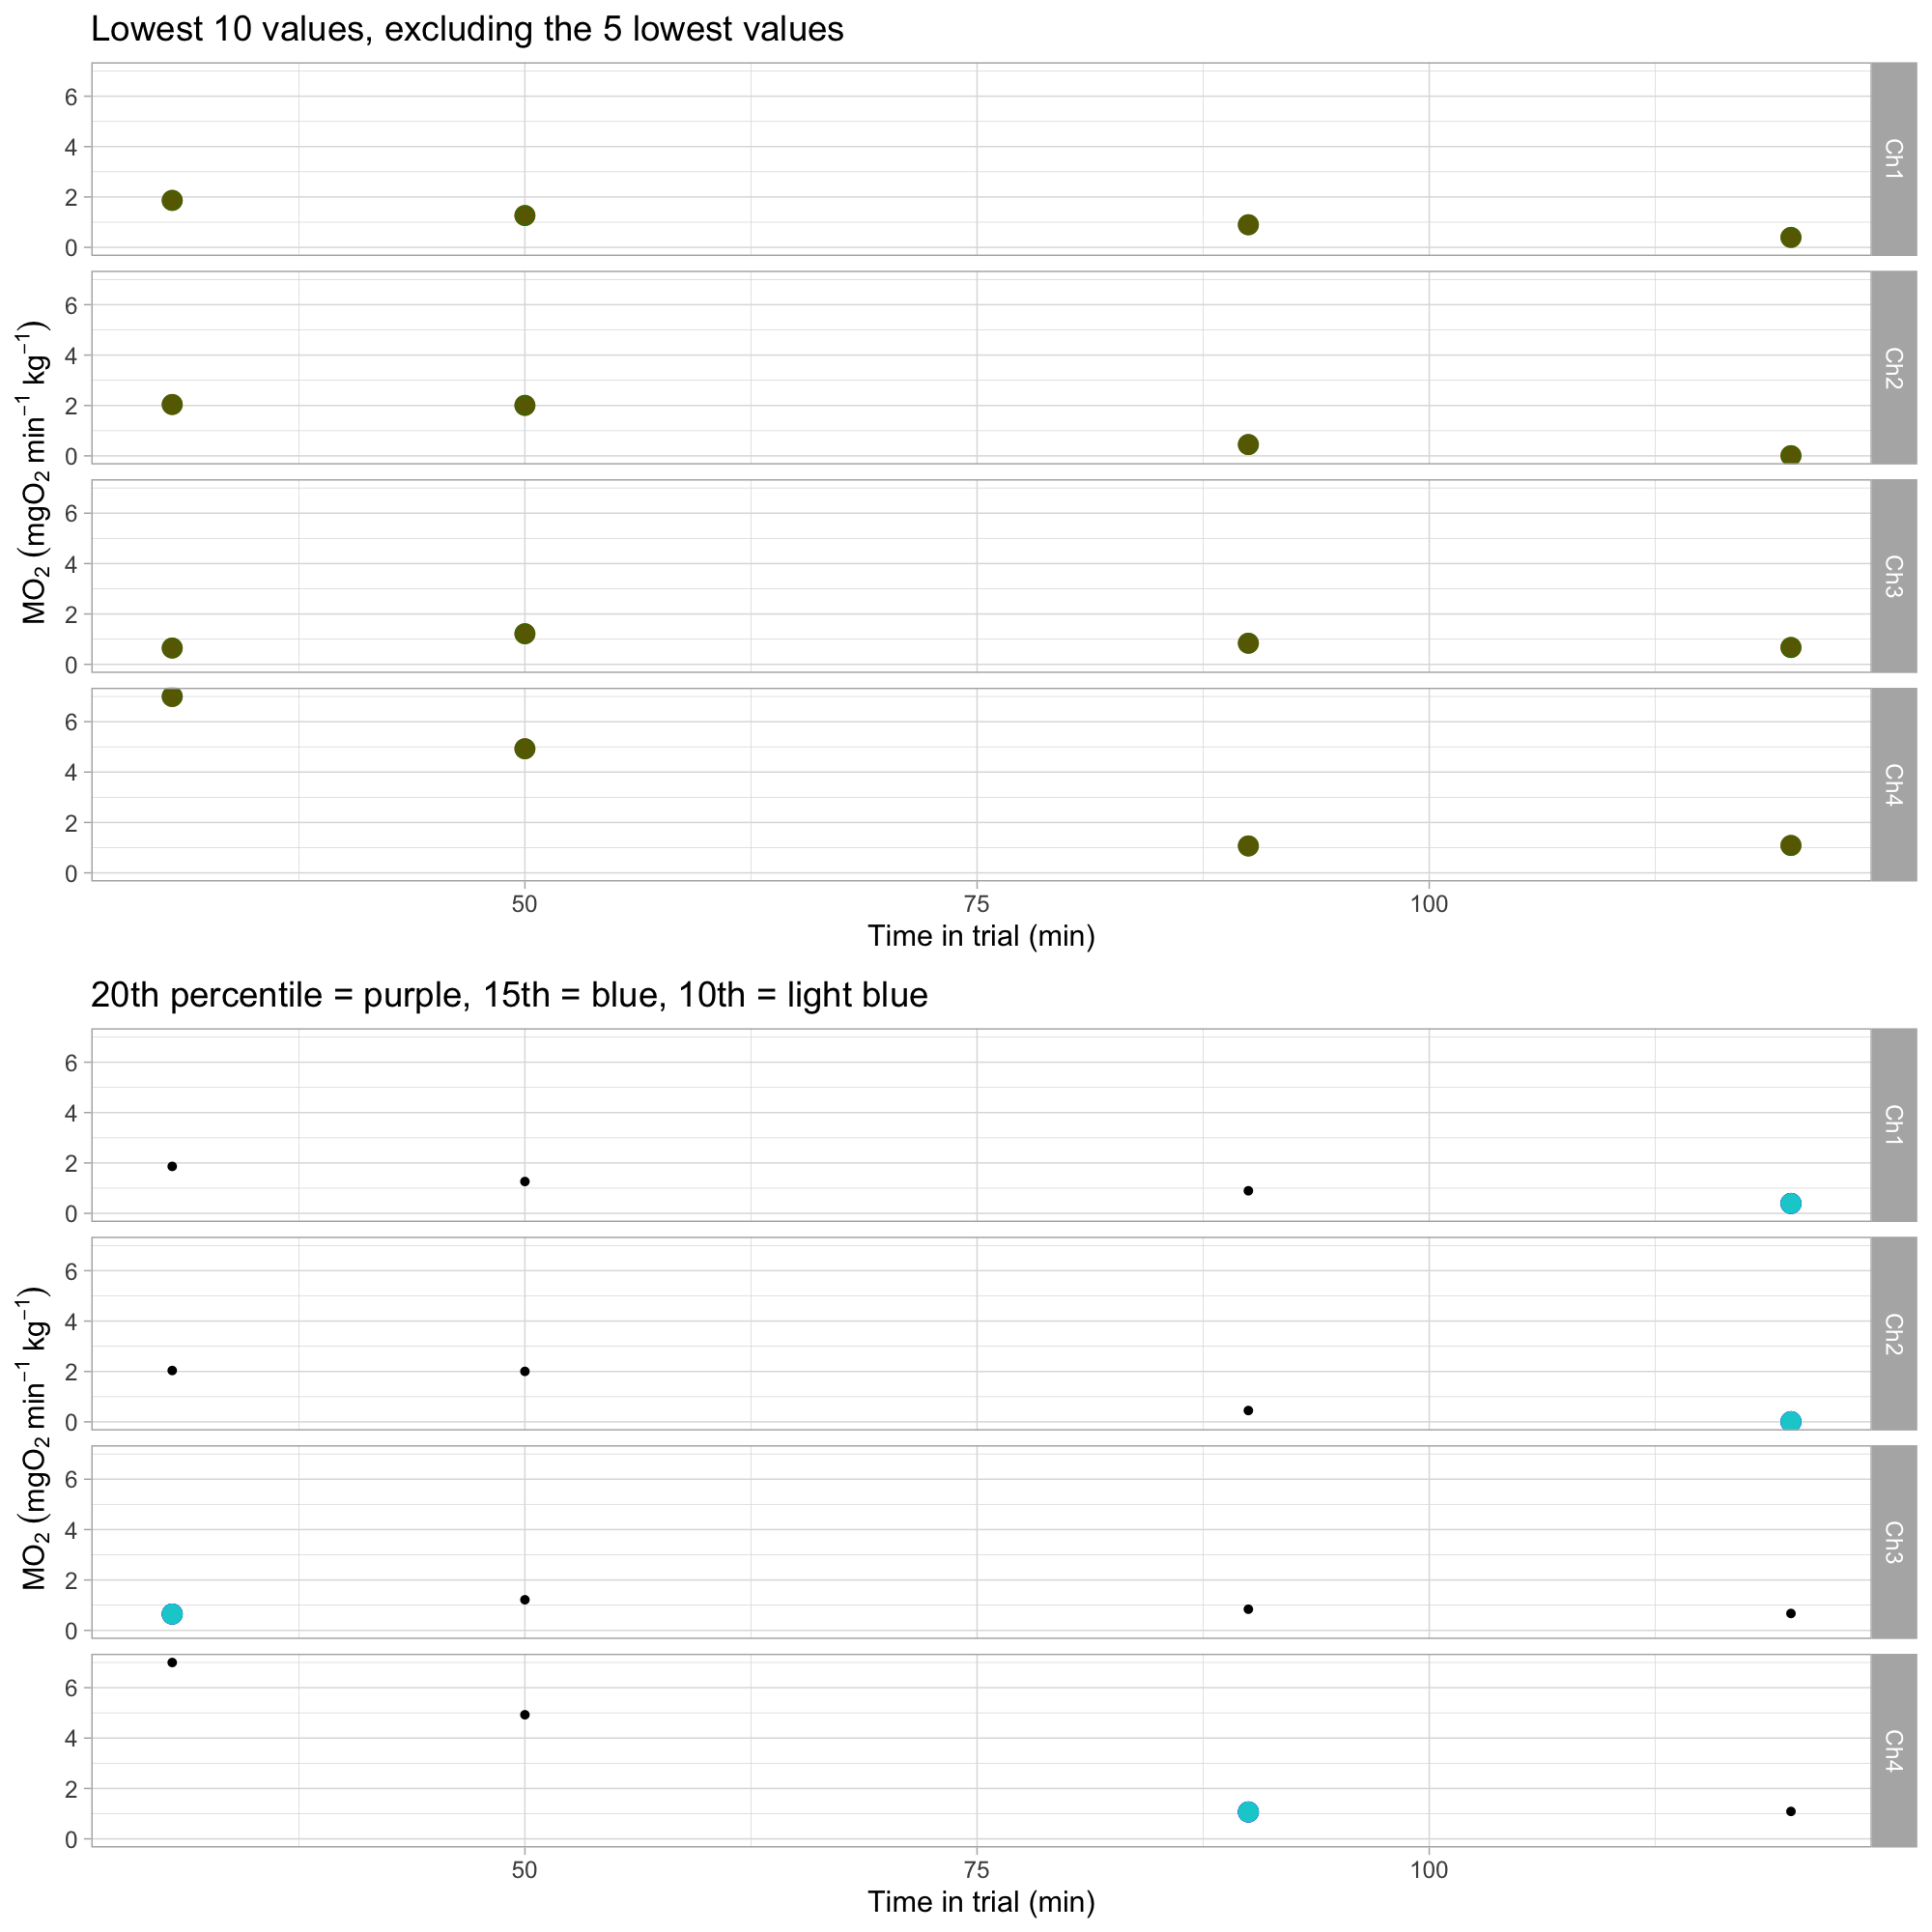 Lowest 10 values, excluding the 5 lowest values
6
4
2
0
Ch1
6
4
2
0
Ch2
6
4
2
0
Ch3
6
4
2
0
Ch4
MO₂ (mgO₂ min⁻¹ kg⁻¹)
50 75 100
Time in trial (min)
20th percentile = purple, 15th = blue, 10th = light blue
6
4
2
0
Ch1
6
4
2
0
Ch2
6
4
2
0
Ch3
6
4
2
0
Ch4
MO₂ (mgO₂ min⁻¹ kg⁻¹)
50 75 100
Time in trial (min)